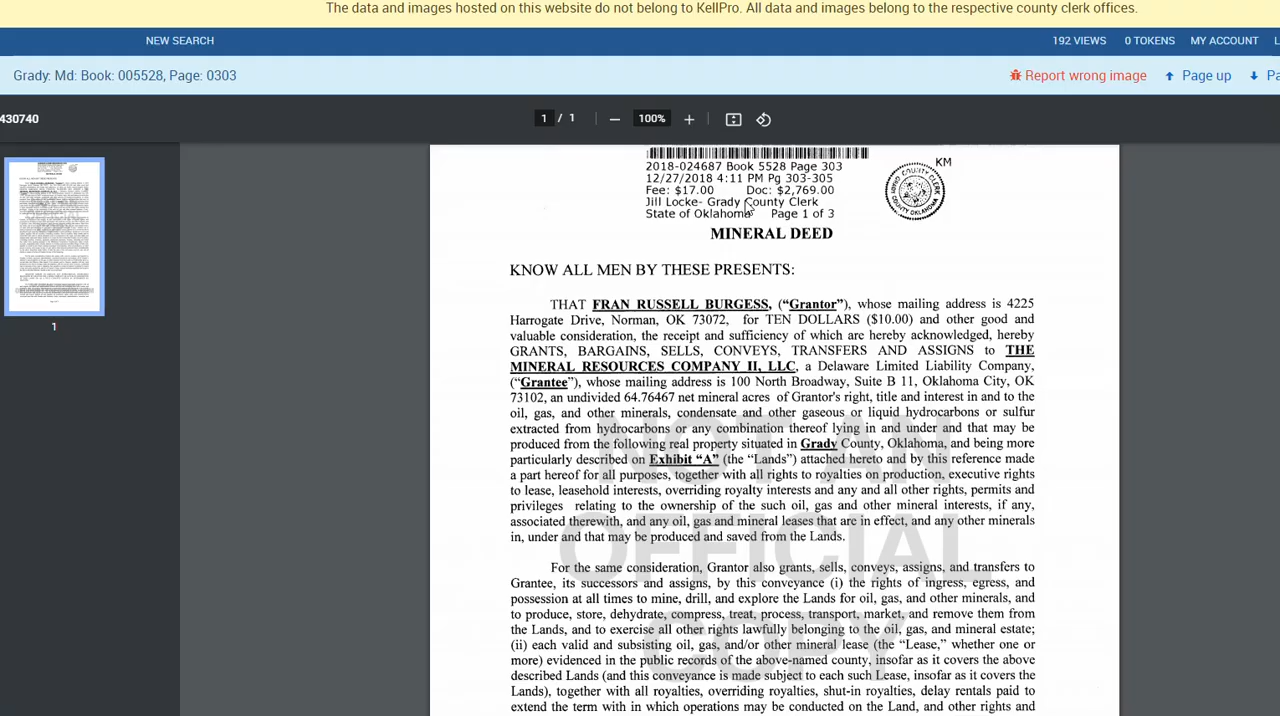 The data and images hosted on this website do not belong to KellPro. All data and images belong to the respective county clerk offices.
NEW SEARCH
192 VIEWS
0 TOKENS
MY ACCOUNT
L
Grady: Md: Book: 005528, Page: 0303
Report wrong image
Page up
Pa
430740
1 / 1
100%
1
2018-024687 Book 5528 Page 303
12/27/2018 4:11 PM Pg 303-305
Fee: $17.00 Doc: $2,769.00
Jill Locke- Grady County Clerk
State of Oklahoma Page 1 of 3
KM
MINERAL DEED
KNOW ALL MEN BY THESE PRESENTS:
THAT FRAN RUSSELL BURGESS, ("Grantor"), whose mailing address is 4225
Harrogate Drive, Norman, OK 73072, for TEN DOLLARS ($10.00) and other good and
valuable consideration, the receipt and sufficiency of which are hereby acknowledged, hereby
GRANTS, BARGAINS, SELLS, CONVEYS, TRANSFERS AND ASSIGNS to THE
MINERAL RESOURCES COMPANY II, LLC, a Delaware Limited Liability Company,
("Grantee"), whose mailing address is 100 North Broadway, Suite B 11, Oklahoma City, OK
73102, an undivided 64.76467 net mineral acres of Grantor's right, title and interest in and to the
oil, gas, and other minerals, condensate and other gaseous or liquid hydrocarbons or sulfur
extracted from hydrocarbons or any combination thereof lying in and under and that may be
produced from the following real property situated in Grady County, Oklahoma, and being more
particularly described on Exhibit "A" (the "Lands") attached hereto and by this reference made
a part hereof for all purposes, together with all rights to royalties on production, executive rights
to lease, leasehold interests, overriding royalty interests and any and all other rights, permits and
privileges relating to the ownership of the such oil, gas and other mineral interests, if any,
associated therewith, and any oil, gas and mineral leases that are in effect, and any other minerals
in, under and that may be produced and saved from the Lands.
For the same consideration, Grantor also grants, sells, conveys, assigns, and transfers to
Grantee, its successors and assigns, by this conveyance (i) the rights of ingress, egress, and
possession at all times to mine, drill, and explore the Lands for oil, gas, and other minerals, and
to produce, store, dehydrate, compress, treat, process, transport, market, and remove them from
the Lands, and to exercise all other rights lawfully belonging to the oil, gas, and mineral estate;
(ii) each valid and subsisting oil, gas, and/or other mineral lease (the "Lease," whether one or
more) evidenced in the public records of the above-named county, insofar as it covers the above
described Lands (and this conveyance is made subject to each such Lease, insofar as it covers the
Lands), together with all royalties, overriding royalties, shut-in royalties, delay rentals paid to
extend the term with in which operations may be conducted on the Land, and other rights and
NOT AN
OFFICIAL
COPY